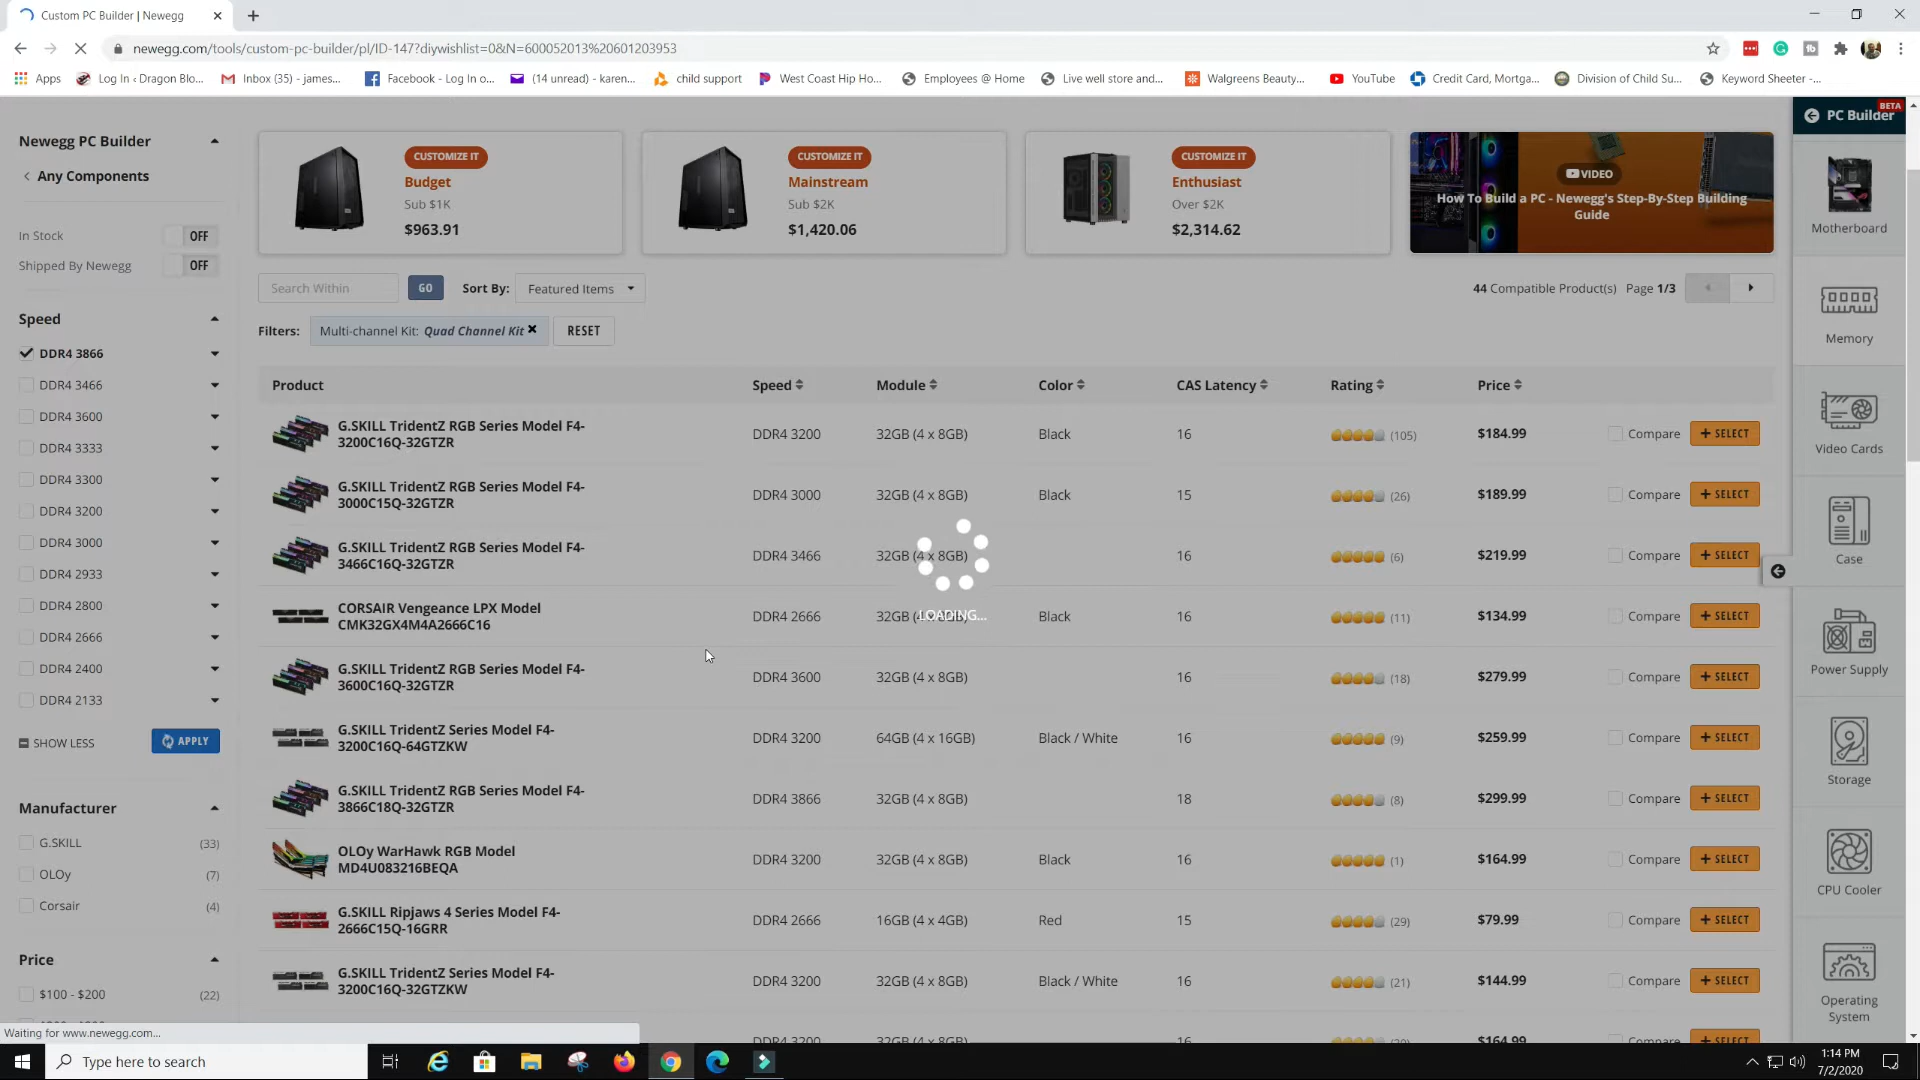 Custom PC Builder | Newegg
newegg.com/tools/custom-pc-builder/pl/ID-147?diywishlist=0&N=600052013%20601203953
Apps
Log In ‹ Dragon Blo...
Inbox (35) - james...
Facebook - Log In o...
(14 unread) - karen...
child support
West Coast Hip Ho...
Employees @ Home
Live well store and...
Walgreens Beauty...
YouTube
Credit Card, Mortga...
Division of Child Su...
Keyword Sheeter -...
Newegg PC Builder
Any Components
In Stock OFF
Shipped By Newegg OFF
Speed
DDR4 3866
DDR4 3466
DDR4 3600
DDR4 3333
DDR4 3300
DDR4 3200
DDR4 3000
DDR4 2933
DDR4 2800
DDR4 2666
DDR4 2400
DDR4 2133
SHOW LESS APPLY
Manufacturer
G.SKILL (33)
OLOy (7)
Corsair (4)
Price
$100 - $200 (22)
CUSTOMIZE IT
Budget
Sub $1K
$963.91
CUSTOMIZE IT
Mainstream
Sub $2K
$1,420.06
CUSTOMIZE IT
Enthusiast
Over $2K
$2,314.62
VIDEO
How To Build a PC - Newegg's Step-By-Step Building
Guide
Search Within GO Sort By: Featured Items 44 Compatible Product(s) Page 1/3
Filters: Multi-channel Kit: Quad Channel Kit RESET
Product Speed Module Color CAS Latency Rating Price
G.SKILL TridentZ RGB Series Model F4-
3200C16Q-32GTZR
DDR4 3200 32GB (4 x 8GB) Black 16 (105) $184.99 Compare + SELECT
G.SKILL TridentZ RGB Series Model F4-
3000C15Q-32GTZR
DDR4 3000 32GB (4 x 8GB) Black 15 (26) $189.99 Compare + SELECT
G.SKILL TridentZ RGB Series Model F4-
3466C16Q-32GTZR
DDR4 3466 32GB (4 x 8GB) 16 (6) $219.99 Compare + SELECT
CORSAIR Vengeance LPX Model
CMK32GX4M4A2666C16
DDR4 2666 32GB (4 x 8GB) Black 16 (11) $134.99 Compare + SELECT
LOADING...
G.SKILL TridentZ RGB Series Model F4-
3600C16Q-32GTZR
DDR4 3600 32GB (4 x 8GB) 16 (18) $279.99 Compare + SELECT
G.SKILL TridentZ Series Model F4-
3200C16Q-64GTZKW
DDR4 3200 64GB (4 x 16GB) Black / White 16 (9) $259.99 Compare + SELECT
G.SKILL TridentZ RGB Series Model F4-
3866C18Q-32GTZR
DDR4 3866 32GB (4 x 8GB) 18 (8) $299.99 Compare + SELECT
OLOy WarHawk RGB Model
MD4U083216BEQA
DDR4 3200 32GB (4 x 8GB) Black 16 (1) $164.99 Compare + SELECT
G.SKILL Ripjaws 4 Series Model F4-
2666C15Q-16GRR
DDR4 2666 16GB (4 x 4GB) Red 15 (29) $79.99 Compare + SELECT
G.SKILL TridentZ Series Model F4-
3200C16Q-32GTZKW
DDR4 3200 32GB (4 x 8GB) Black / White 16 (21) $144.99 Compare + SELECT
DDR4 3200 32GB (4 x 8GB) 16 $164.99 Compare + SELECT
BETA
PC Builder
Motherboard
Memory
Video Cards
Case
Power Supply
Storage
CPU Cooler
Operating
System
Waiting for www.newegg.com...
Type here to search
1:14 PM
7/2/2020